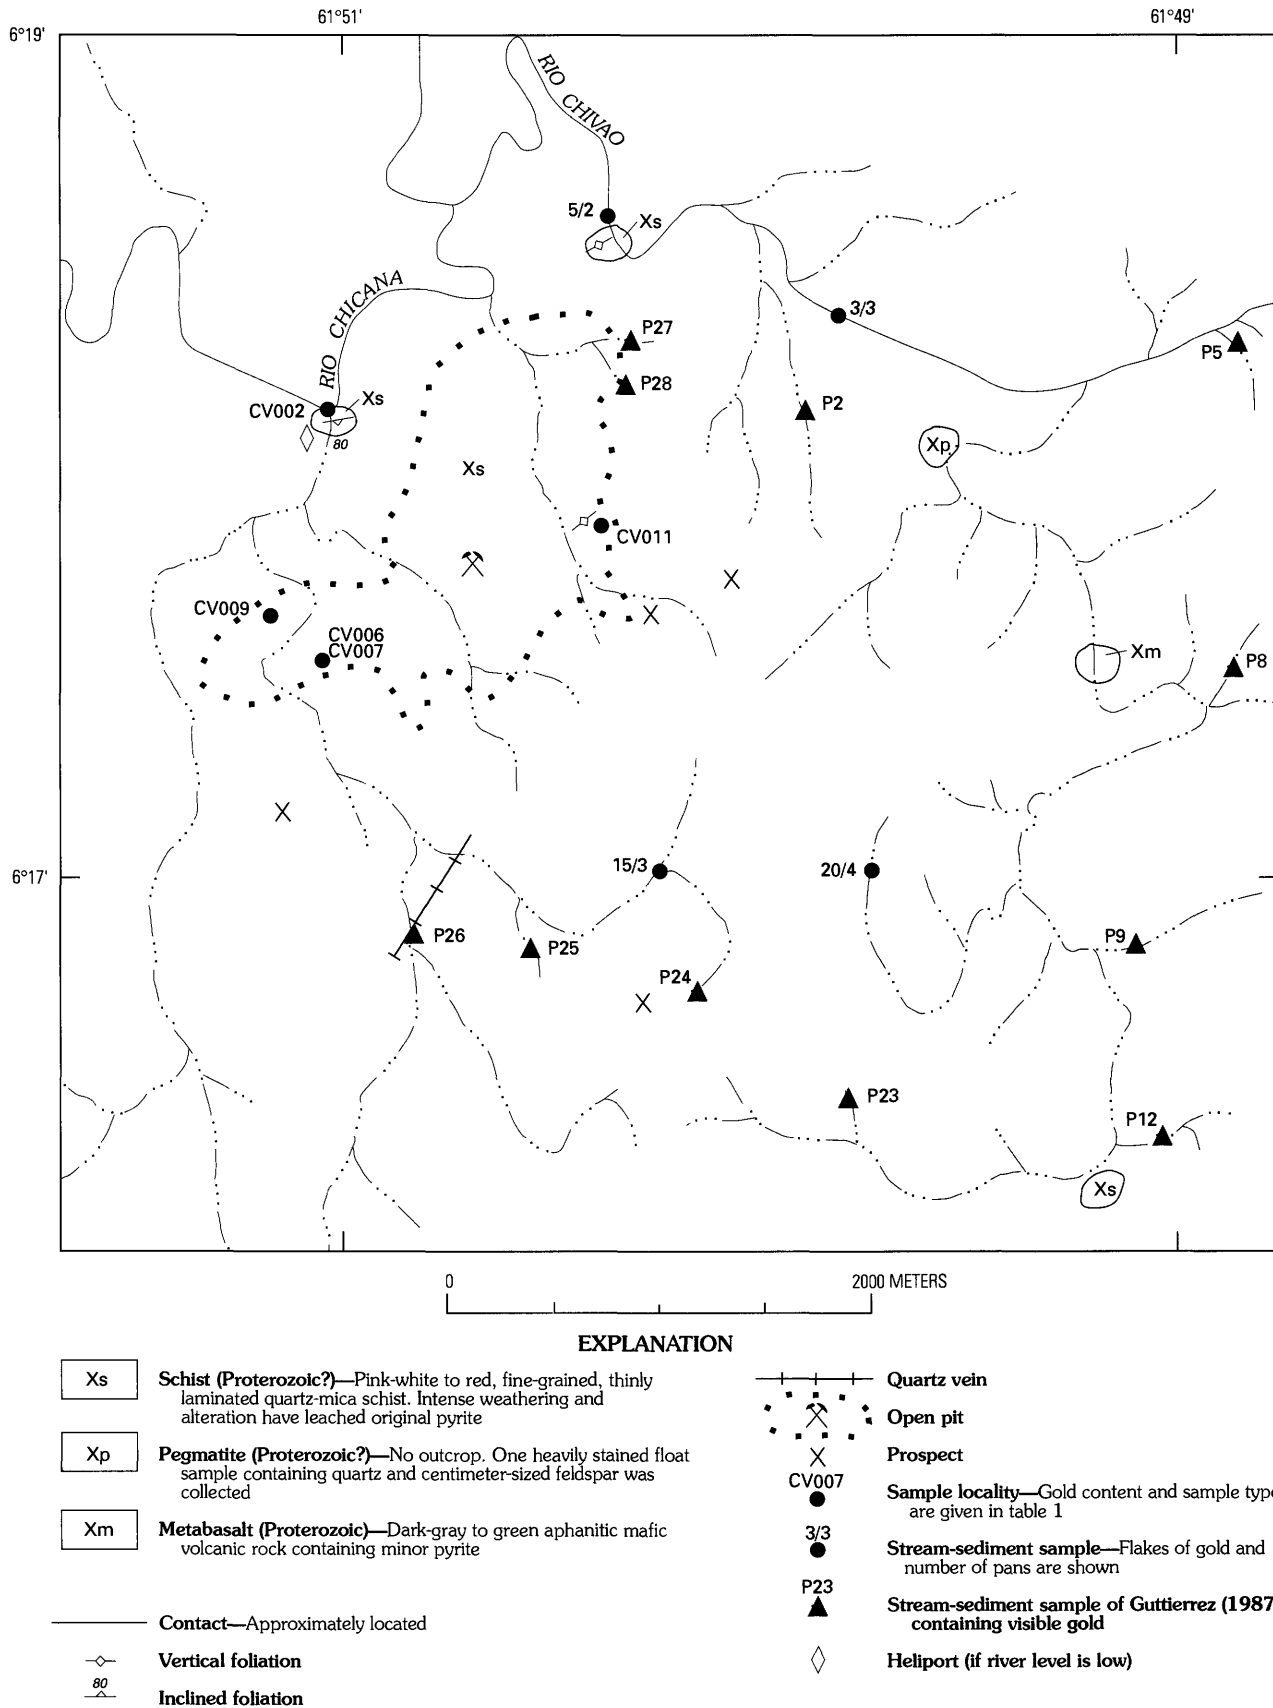 61°51'
61°49'
6°19'
RIO CHIVAO
5/2
Xs
RIO CHICANA
3/3
P27
P5
P28
Xs
CV002
P2
80
Xp
Xs
CV011
CV009
CV006
CV007
Xm
P8
6°17'
15/3
20/4
P26
P25
P9
P24
P23
P12
Xs
0
2000 METERS
EXPLANATION
Xs
Schist (Proterozoic?)—Pink-white to red, fine-grained, thinly
laminated quartz-mica schist. Intense weathering and
alteration have leached original pyrite
Xp
Pegmatite (Proterozoic?)—No outcrop. One heavily stained float
sample containing quartz and centimeter-sized feldspar was
collected
Xm
Metabasalt (Proterozoic)—Dark-gray to green aphanitic mafic
volcanic rock containing minor pyrite
Contact—Approximately located
Vertical foliation
80
Inclined foliation
Quartz vein
Open pit
Prospect
CV007
Sample locality—Gold content and sample type
are given in table 1
3/3
Stream-sediment sample—Flakes of gold and
number of pans are shown
P23
Stream-sediment sample of Guttierrez (1987
containing visible gold
Heliport (if river level is low)